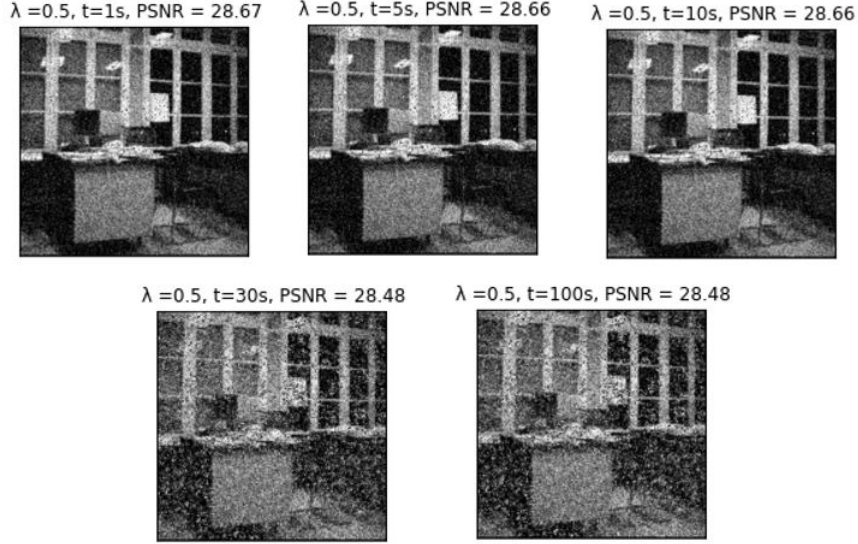 λ =0.5, t=1s, PSNR = 28.67
λ =0.5, t=5s, PSNR = 28.66
λ =0.5, t=10s, PSNR = 28.66
λ =0.5, t=30s, PSNR = 28.48
λ =0.5, t=100s, PSNR = 28.48